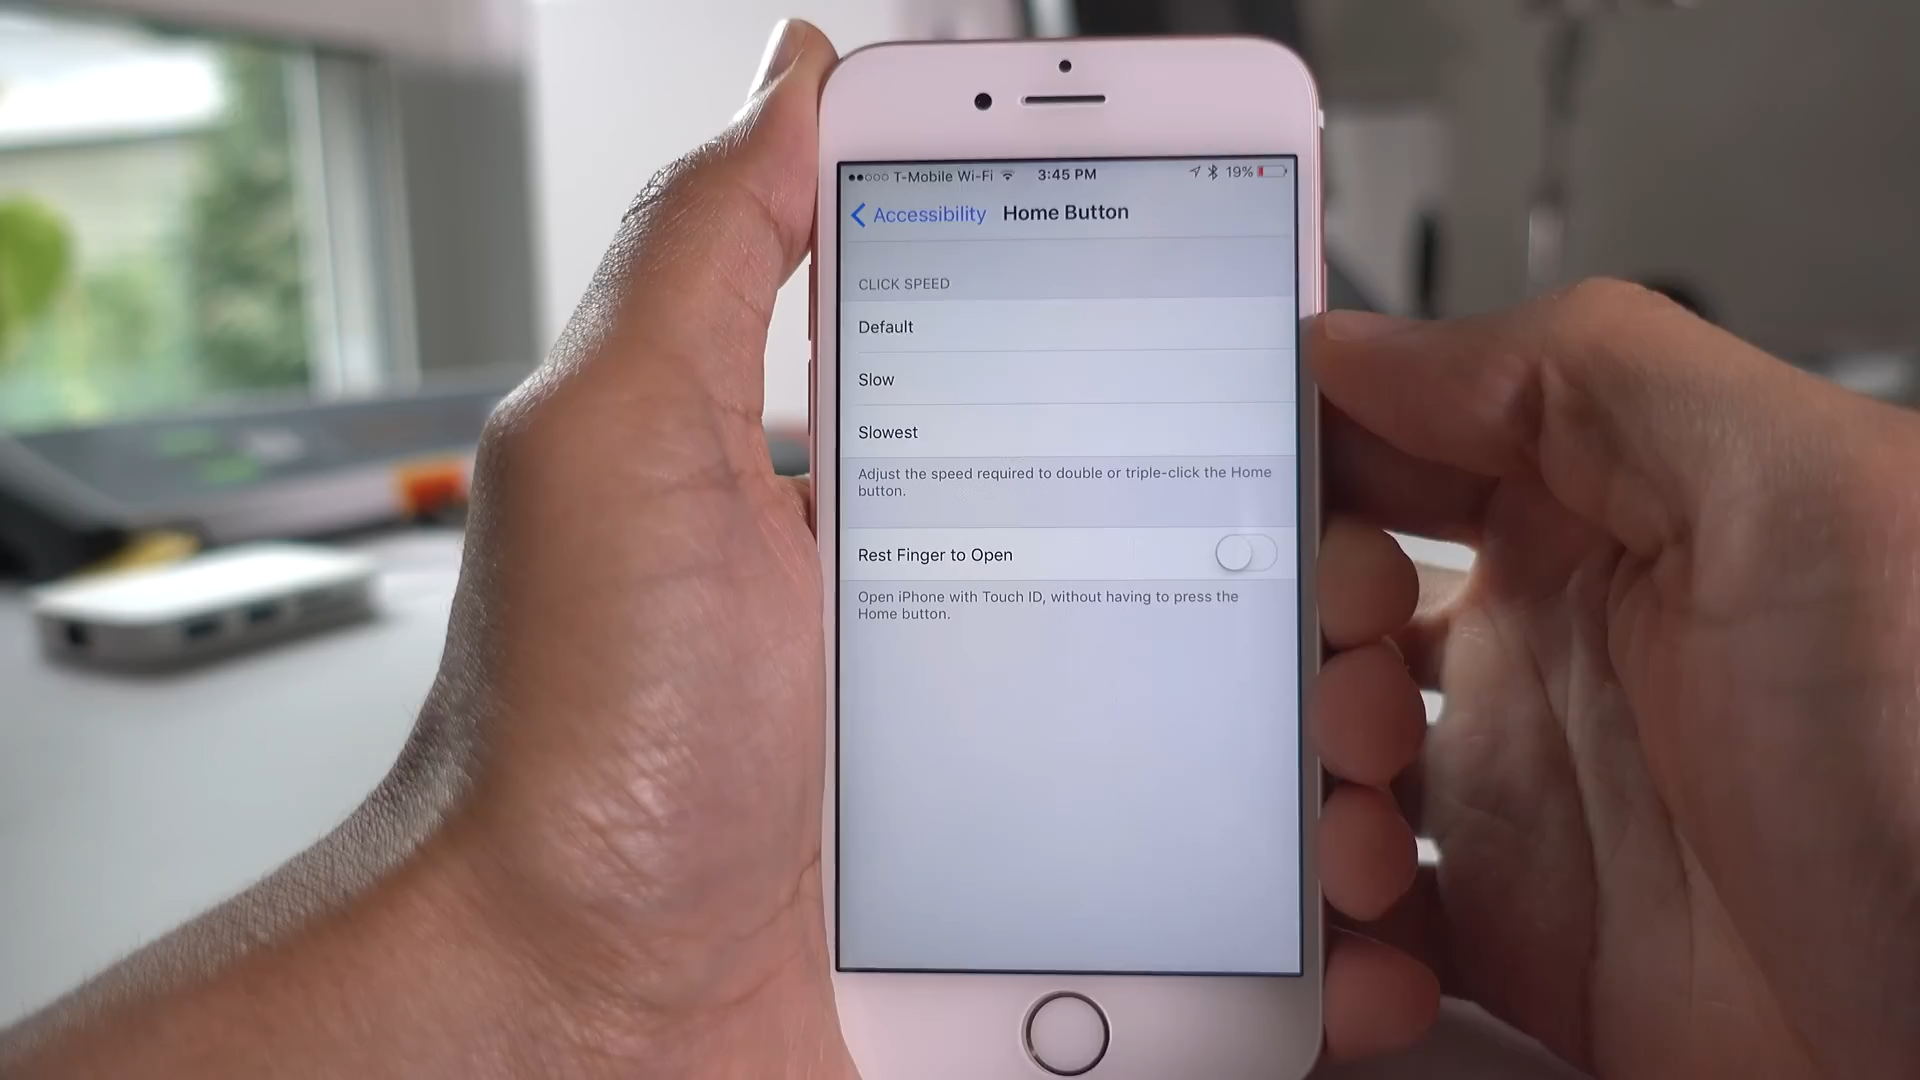 T-Mobile Wi-Fi 3:45 PM 19%
Accessibility Home Button
CLICK SPEED
Default
Slow
Slowest
Adjust the speed required to double or triple-click the Home
button.
Rest Finger to Open
Open iPhone with Touch ID, without having to press the
Home button.